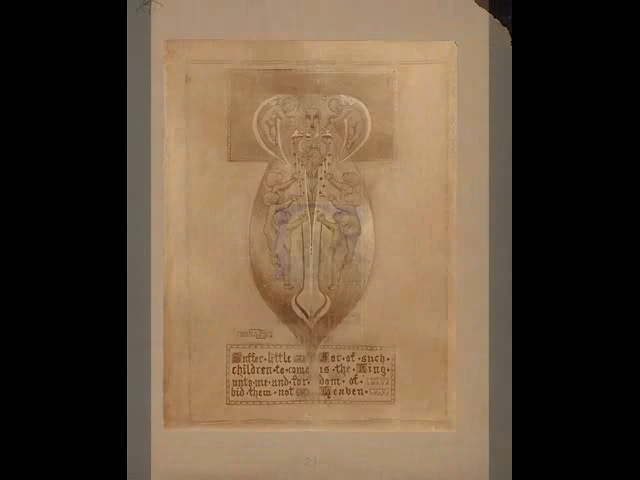 Suffer·little
children·to·come
unto·me·and·for·
bid·them·not
For·of·such·
is·the·King·
dom·of·
Heaven·
21